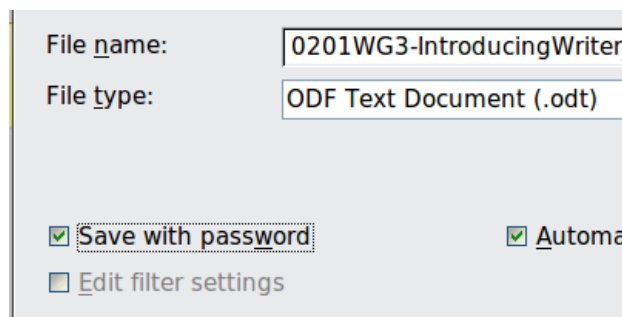 File name:
0201WG3-IntroducingWriter
File type:
ODF Text Document (.odt)
Save with password
Automa
Edit filter settings